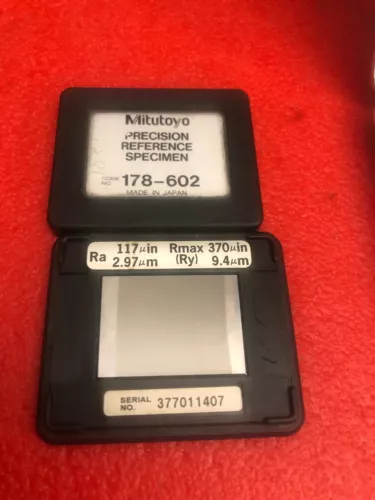 Mitutoyo
PRECISION
REFERENCE
SPECIMEN
CODE NO. 178-602
MADE IN JAPAN
Ra 117μin Rmax 370μin
2.97μm (Ry) 9.4μm
SERIAL NO. 377011407